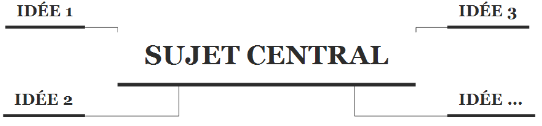 IDÉE 1
IDÉE 3
SUJET CENTRAL
IDÉE 2
IDÉE ...